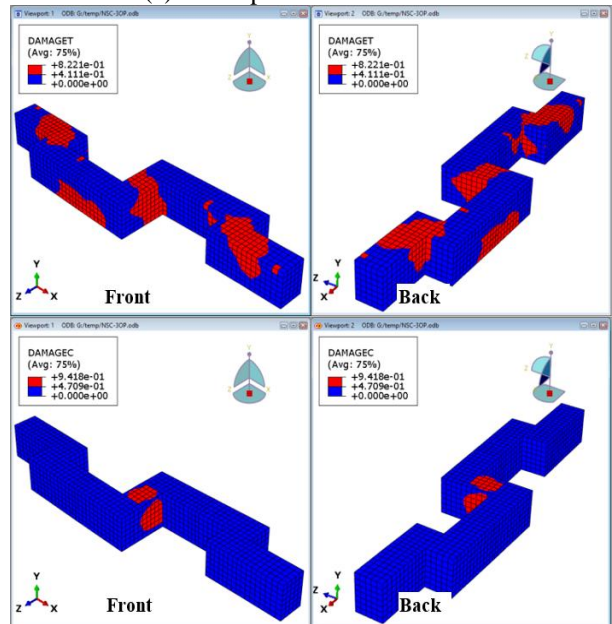 Viewport: 1 ODB: G:/temp/NSC-3OP.odb
DAMAGET
(Avg: 75%)
+8.221e-01
+4.111e-01
+0.000e+00
Y
Z X
Front
Viewport: 2 ODB: G:/temp/NSC-3OP.odb
DAMAGET
(Avg: 75%)
+8.221e-01
+4.111e-01
+0.000e+00
Y
Z X
Back
Viewport: 1 ODB: G:/temp/NSC-3OP.odb
DAMAGEC
(Avg: 75%)
+9.418e-01
+4.709e-01
+0.000e+00
Y
Z X
Front
Viewport: 2 ODB: G:/temp/NSC-3OP.odb
DAMAGEC
(Avg: 75%)
+9.418e-01
+4.709e-01
+0.000e+00
Y
Z X
Back